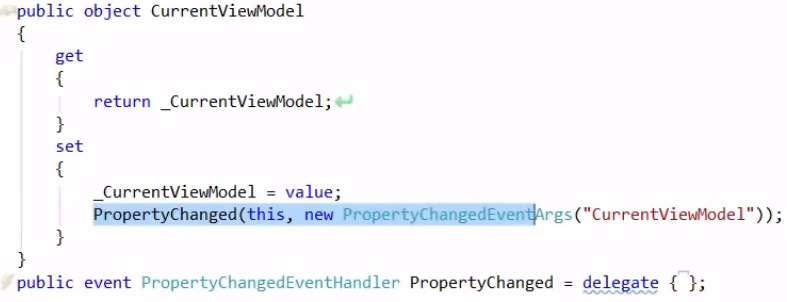 public object CurrentViewModel
{
get
{
return _CurrentViewModel;
}
set
{
_CurrentViewModel = value;
PropertyChanged(this, new PropertyChangedEventArgs("CurrentViewModel"));
}
}
public event PropertyChangedEventHandler PropertyChanged = delegate { };